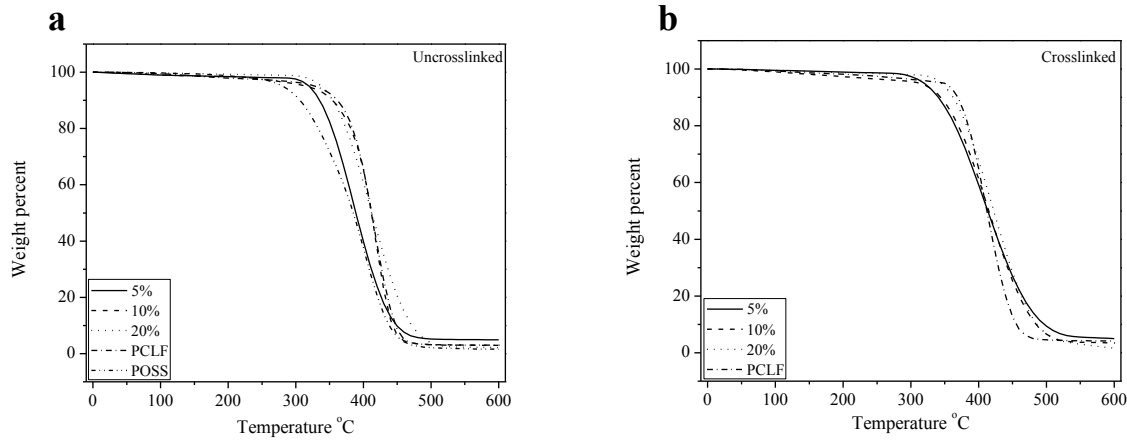 a
Uncrosslinked
100
80
60
40
20
0
Weight percent
5%
10%
20%
PCLF
POSS
0 100 200 300 400 500 600
Temperature °C
b
Crosslinked
100
80
60
40
20
0
Weight percent
5%
10%
20%
PCLF
0 100 200 300 400 500 600
Temperature °C